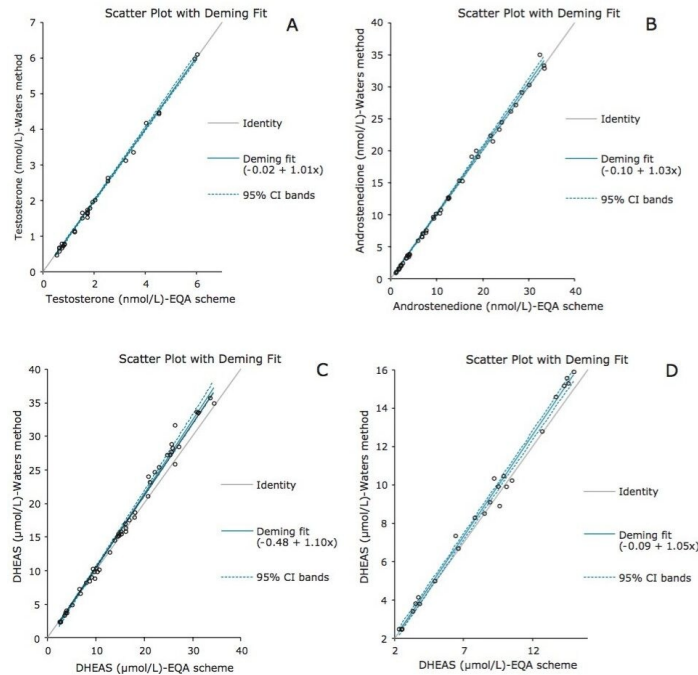 Scatter Plot with Deming Fit
A
7
6
5
4
3
2
1
0
Testosterone (nmol/L)-Waters method
0 2 4 6
Testosterone (nmol/L)-EQA scheme
Identity
Deming fit
(-0.02 + 1.01x)
95% CI bands
Scatter Plot with Deming Fit
B
40
35
30
25
20
15
10
5
0
Androstenedione (nmol/L)-Waters method
0 10 20 30 40
Androstenedione (nmol/L)-EQA scheme
Identity
Deming fit
(-0.10 + 1.03x)
95% CI bands
Scatter Plot with Deming Fit
C
40
35
30
25
20
15
10
5
0
DHEAS (µmol/L)-Waters method
0 10 20 30 40
DHEAS (µmol/L)-EQA scheme
Identity
Deming fit
(-0.48 + 1.10x)
95% CI bands
Scatter Plot with Deming Fit
D
16
14
12
10
8
6
4
2
DHEAS (µmol/L)-Waters method
2 7 12
DHEAS (µmol/L)-EQA scheme
Identity
Deming fit
(-0.09 + 1.05x)
95% CI bands